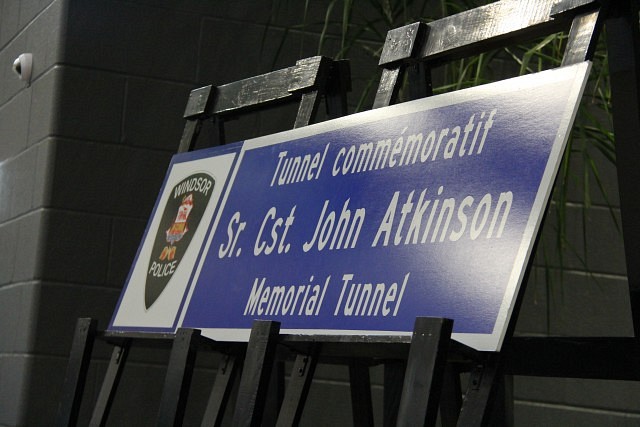 WINDSOR
POLICE
Tunnel commémoratif
Sr. Cst. John Atkinson
Memorial Tunnel